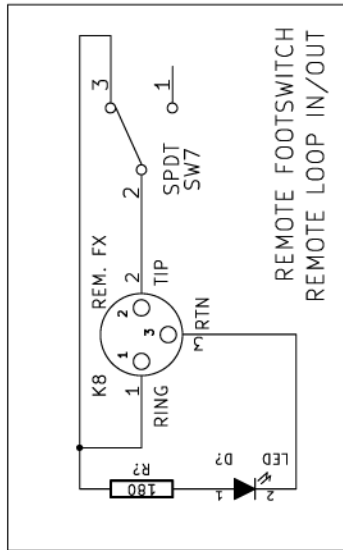 3
1
2
SPDT
SW7
REM. FX
2
TIP
2
3
1
K8
1
RING
RTN
3
R?
180
D?
LED
1
2
REMOTE FOOTSWITCH
REMOTE LOOP IN/OUT